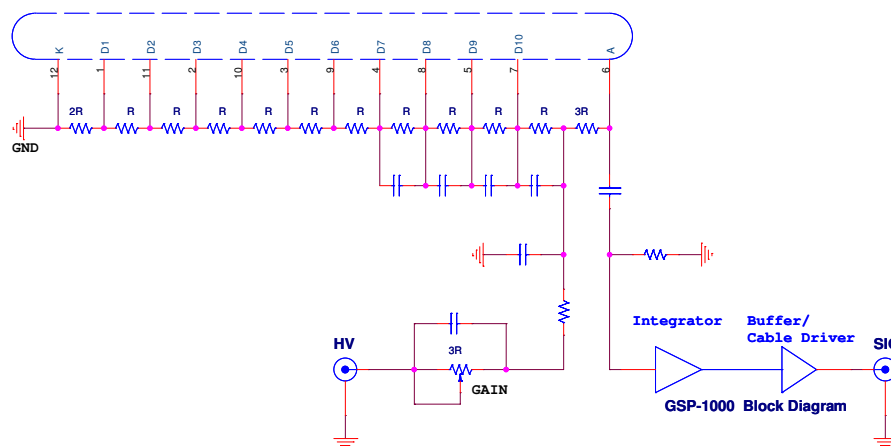 K D1 D2 D3 D4 D5 D6 D7 D8 D9 D10 A
12 1 11 2 10 3 9 4 8 5 7 6
2R R R R R R R R R R R 3R
GND
Integrator Buffer/
Cable Driver
HV 3R SIG
GAIN
GSP-1000 Block Diagram